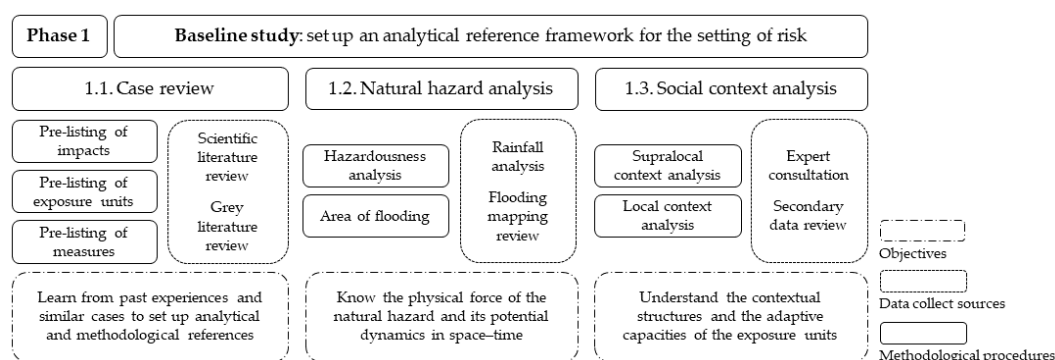 Phase 1
Baseline study: set up an analytical reference framework for the setting of risk
1.1. Case review
1.2. Natural hazard analysis
1.3. Social context analysis
Pre-listing of
impacts
Pre-listing of
exposure units
Pre-listing of
measures
Scientific
literature
review
Grey
literature
review
Hazardousness
analysis
Area of flooding
Rainfall
analysis
Flooding
mapping
review
Supralocal
context analysis
Local context
analysis
Expert
consultation
Secondary
data review
Learn from past experiences and
similar cases to set up analytical
and methodological references
Know the physical force of the
natural hazard and its potential
dynamics in space–time
Understand the contextual
structures and the adaptive
capacities of the exposure units
Objectives
Data collect sources
Methodological procedures